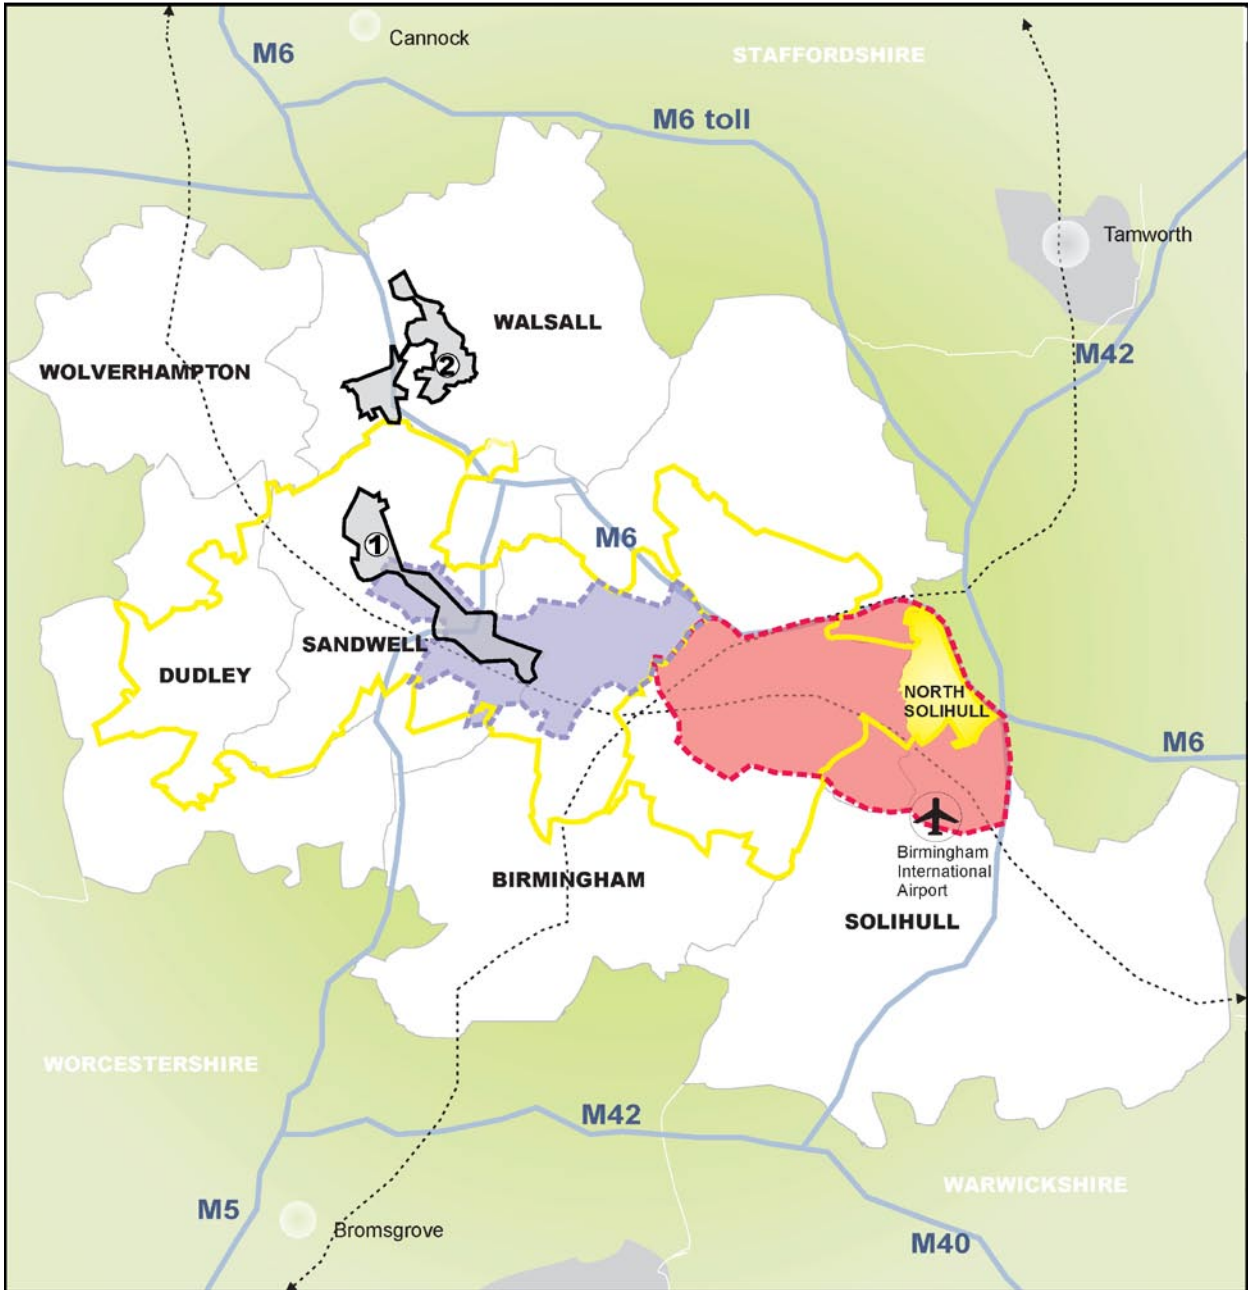 Cannock
M6
STAFFORDSHIRE
M6 toll
Tamworth
WALSALL
M42
2
WOLVERHAMPTON
1
M6
SANDWELL
DUDLEY
NORTH
SOLIHULL
M6
Birmingham
International
Airport
BIRMINGHAM
SOLIHULL
WORCESTERSHIRE
M42
WARWICKSHIRE
M5
Bromsgrove
M40